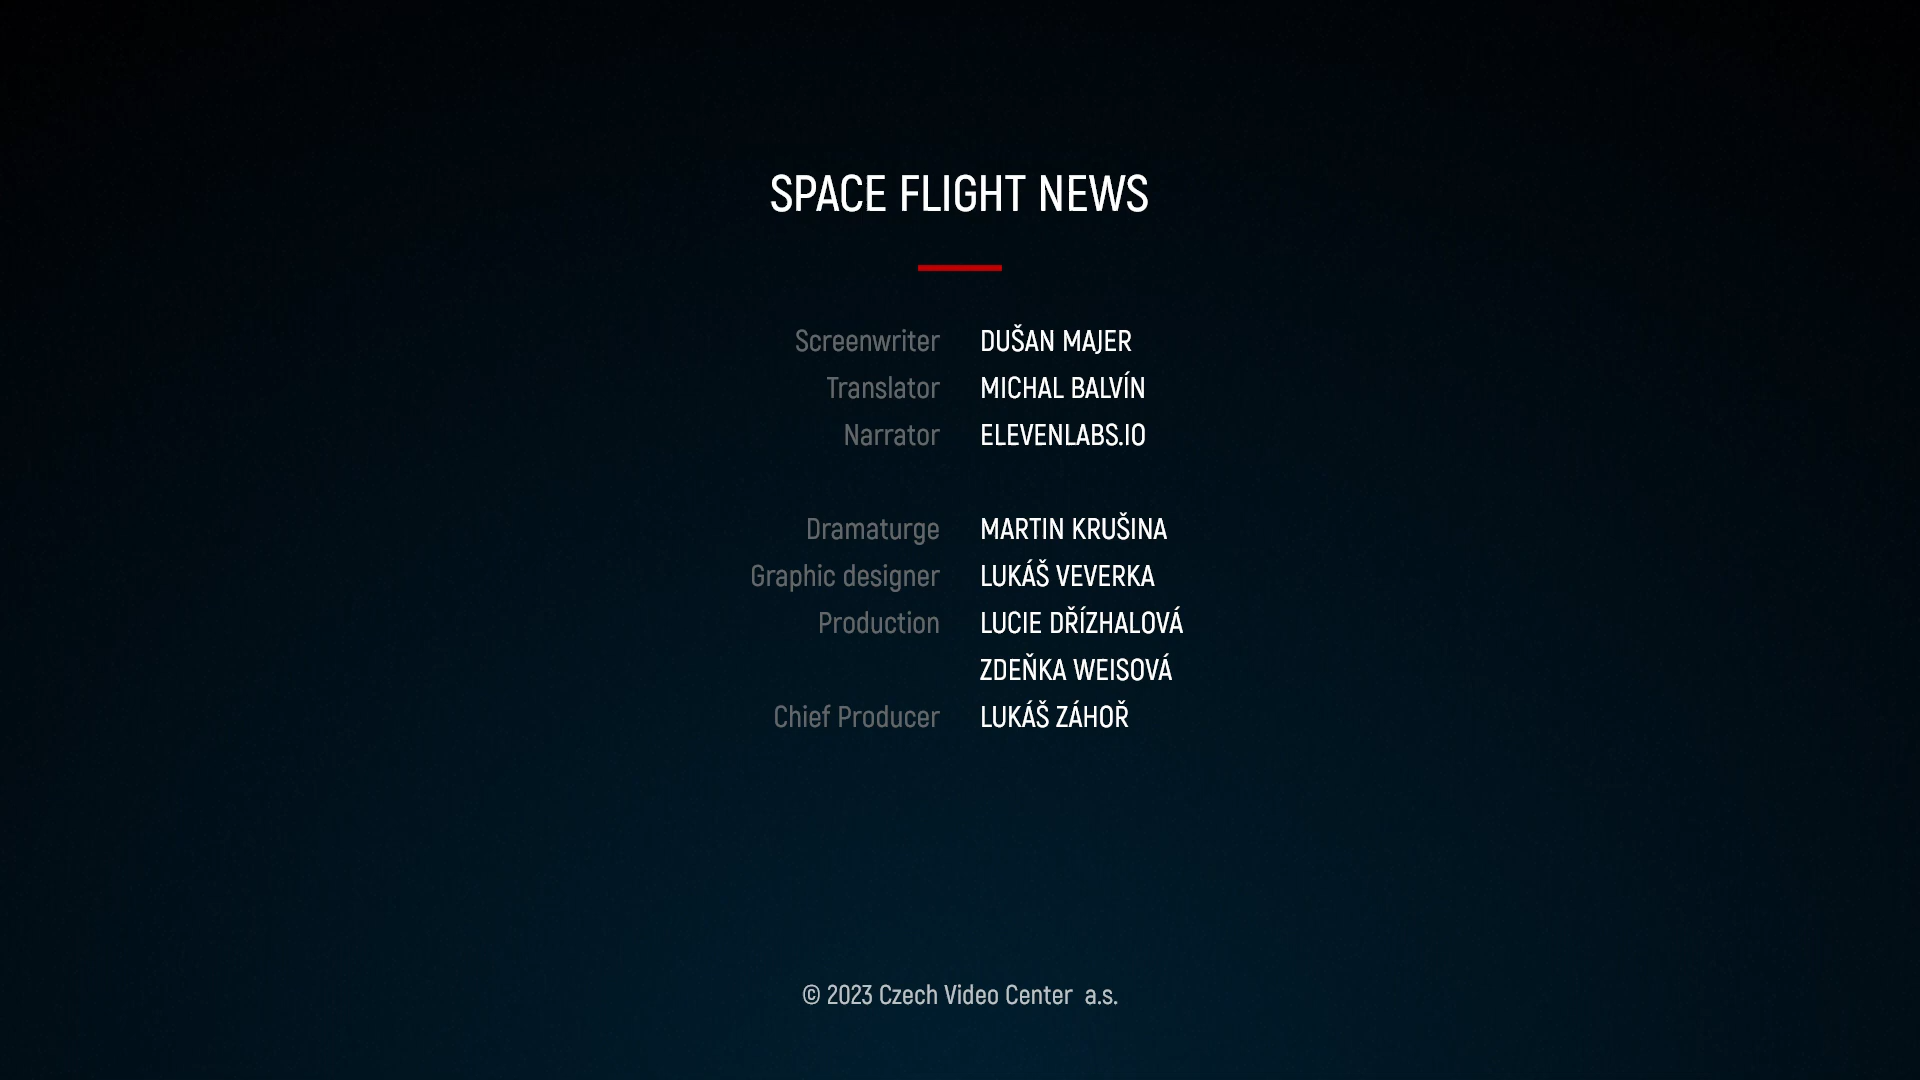 SPACE FLIGHT NEWS
Screenwriter DUŠAN MAJER
Translator MICHAL BALVÍN
Narrator ELEVENLABS.IO
Dramaturge MARTIN KRUŠINA
Graphic designer LUKÁŠ VEVERKA
Production LUCIE DŘÍZHALOVÁ
ZDEŇKA WEISOVÁ
Chief Producer LUKÁŠ ZÁHOŘ
© 2023 Czech Video Center a.s.